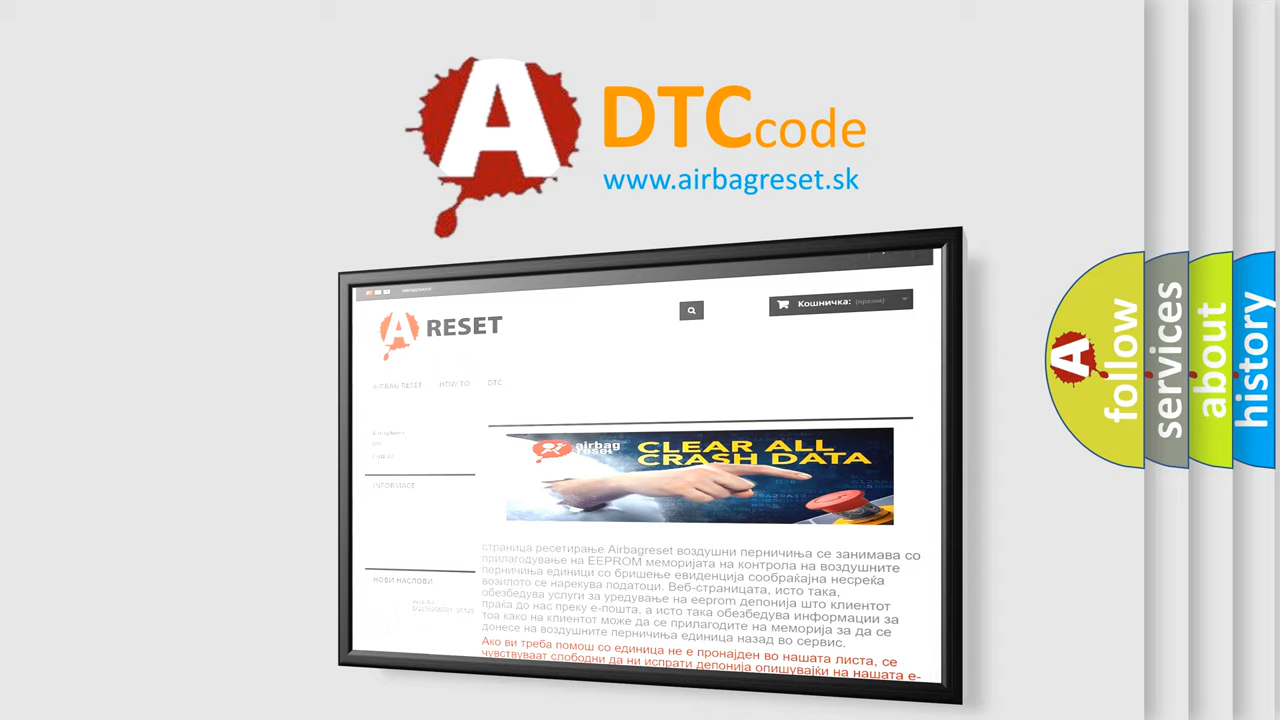 A
DTC code
www.airbagreset.sk
A RESET
Кошничка: (празни)
AIRBAG RESET HOW TO DTC
INFORMACE
airbag reset
CLEAR ALL
CRASH DATA
страница ресетирање Airbagreset воздушни перничиња се занимава со
прилагодување на EEPROM меморијата на контрола на воздушните
перничиња единици со бришење евиденција сообраќајна несреќа
возилото се нарекува податоци. Веб-страницата, исто така,
обезбедува услуги за уредување на eeprom депонија што клиентот
праќа до нас преку е-пошта, а исто така обезбедува информации за
тоа како на клиентот може да се прилагодите на меморија за да се
донесе на воздушните перничиња единица назад во сервис.
Ако ви треба помош со единица не е пронајден во нашата листа, се
чувствуваат слободни да ни испрати депонија опишувајќи на нашата е-
НОВИ НАСЛОВИ
A
follow
services
about
history